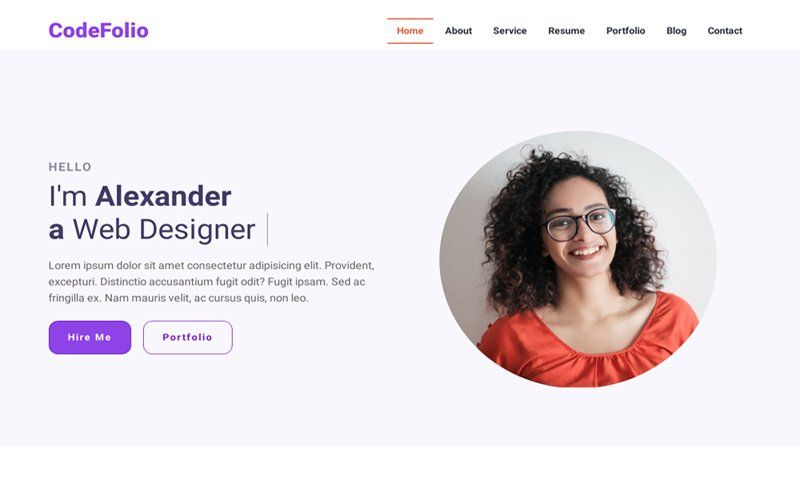 CodeFolio
Home About Service Resume Portfolio Blog Contact
HELLO
I'm Alexander
a Web Designer
Lorem ipsum dolor sit amet consectetur adipisicing elit. Provident,
excepturi. Distinctio accusantium fugit odit? Fugit ipsam. Sed ac
fringilla ex. Nam mauris velit, ac cursus quis, non leo.
Hire Me Portfolio